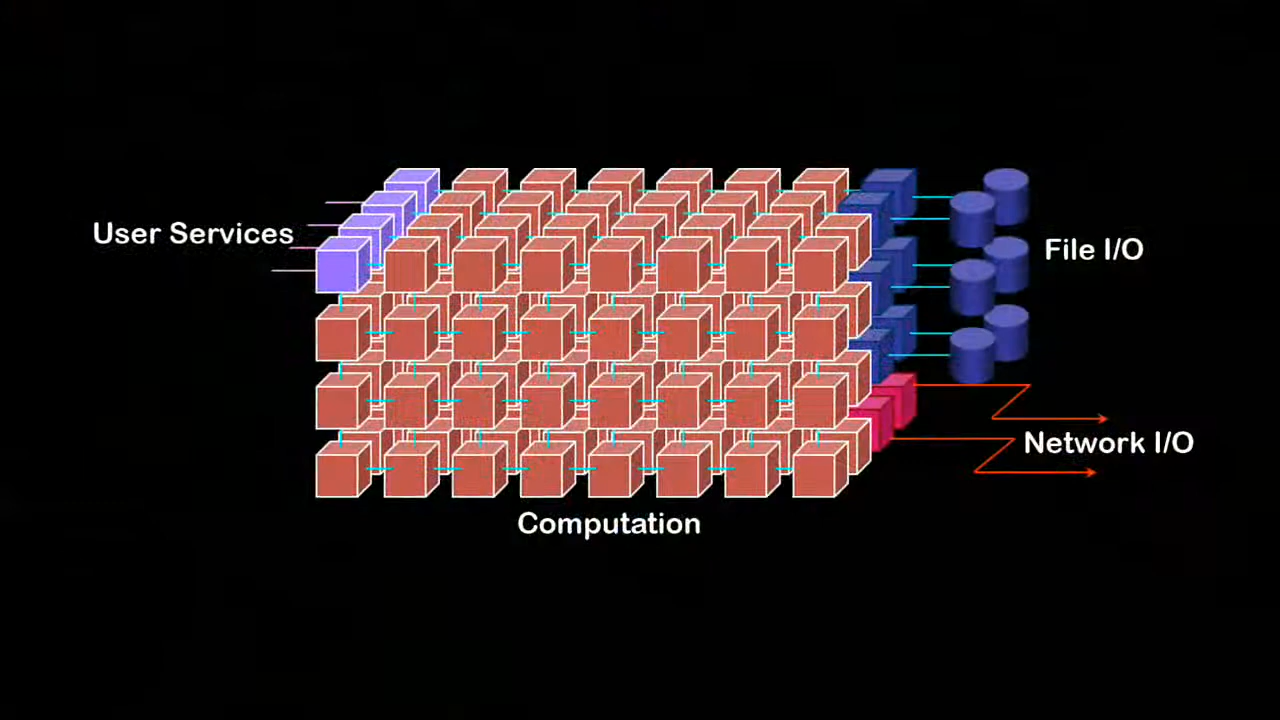 User Services
File I/O
Network I/O
Computation